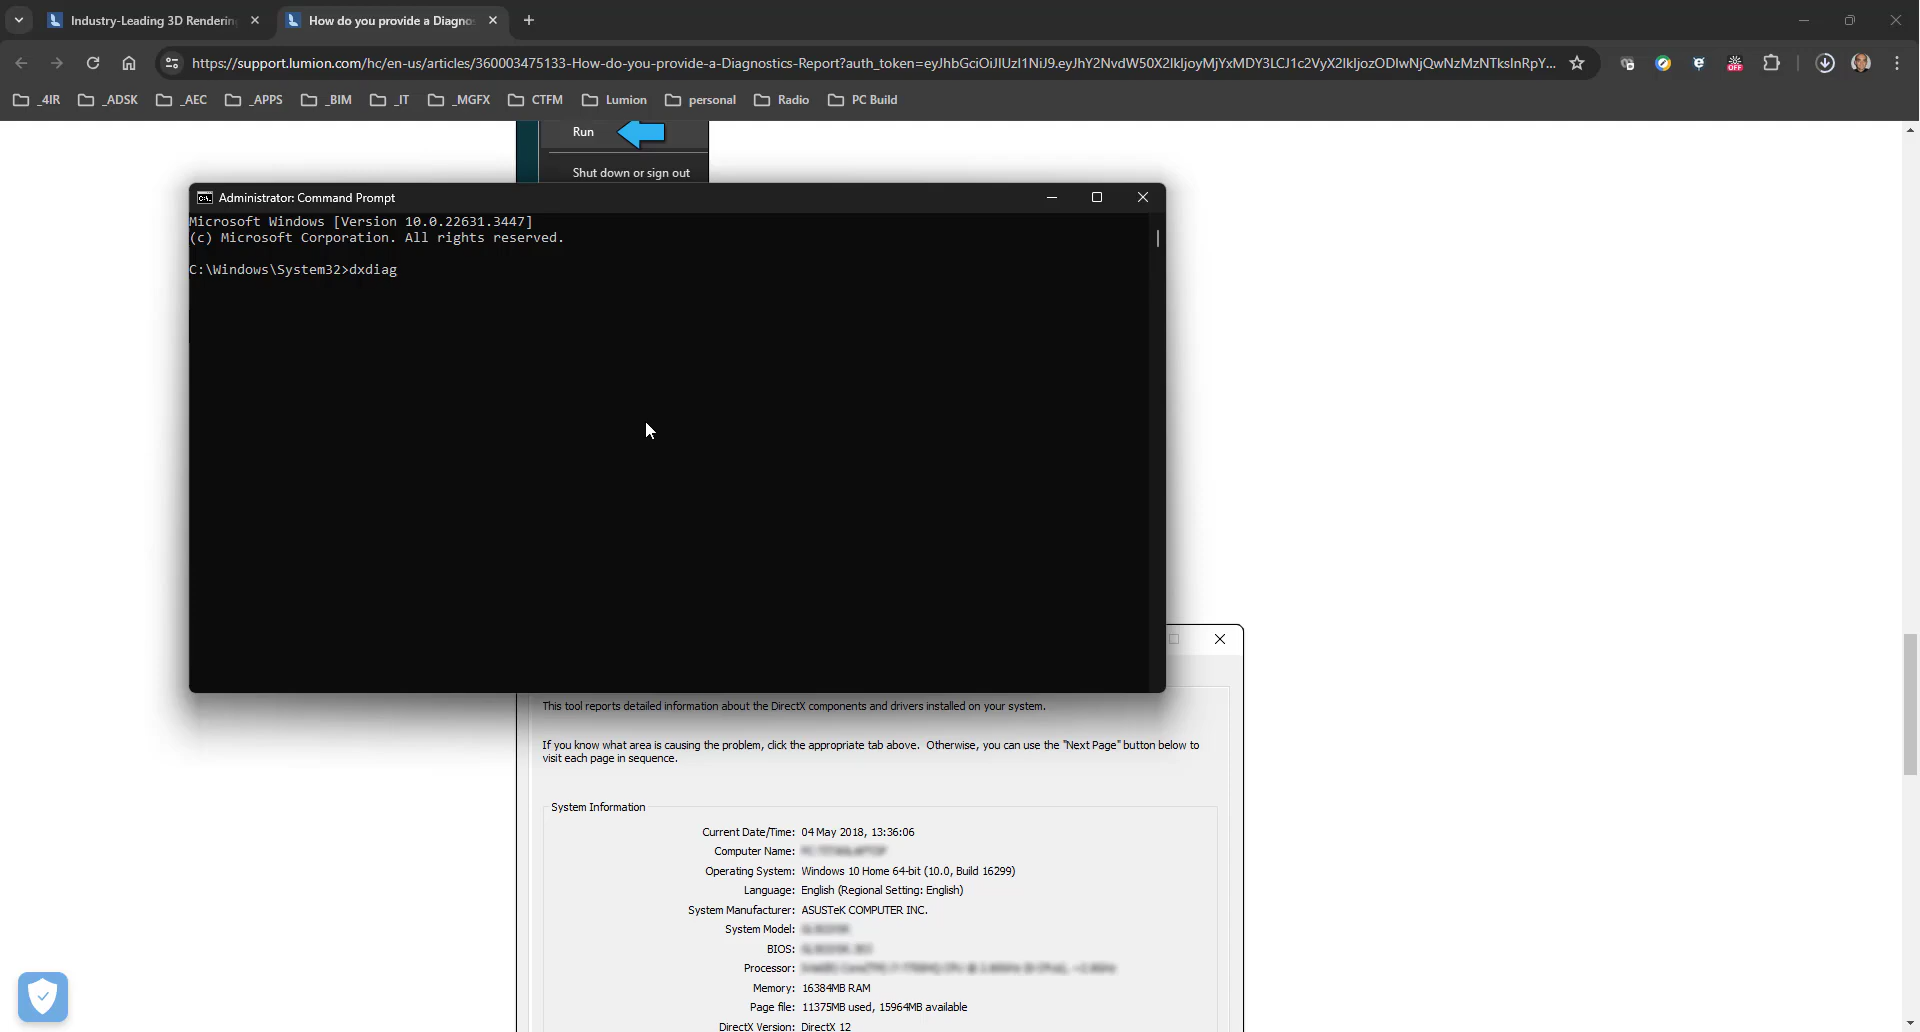 Industry-Leading 3D Renderin
How do you provide a Diagno
https://support.lumion.com/hc/en-us/articles/360003475133-How-do-you-provide-a-Diagnostics-Report?auth_token=eyJhbGciOiJIUzI1NiJ9.eyJhY2NvdW50X2lkIjoyMjYxMDY3LCJ1c2VyX2lkIjozODIwNjQwNzMzNTksInRpY...
OFF
_4IR
_ADSK
_AEC
_APPS
_BIM
_IT
_MGFX
CTFM
Lumion
personal
Radio
PC Build
Run
Shut down or sign out
Administrator: Command Prompt
Microsoft Windows [Version 10.0.22631.3447]
(c) Microsoft Corporation. All rights reserved.
C:\Windows\System32>dxdiag
This tool reports detailed information about the DirectX components and drivers installed on your system.
If you know what area is causing the problem, click the appropriate tab above. Otherwise, you can use the "Next Page" button below to
visit each page in sequence.
System Information
Current Date/Time: 04 May 2018, 13:36:06
Computer Name:
Operating System: Windows 10 Home 64-bit (10.0, Build 16299)
Language: English (Regional Setting: English)
System Manufacturer: ASUSTeK COMPUTER INC.
System Model:
BIOS:
Processor:
Memory: 16384MB RAM
Page file: 11375MB used, 15964MB available
DirectX Version: DirectX 12